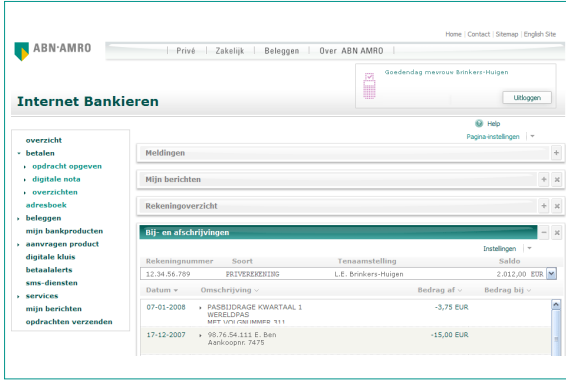 Home | Contact | Sitemap | English Site
ABN·AMRO
Privé | Zakelijk | Beleggen | Over ABN AMRO
Goedendag mevrouw Brinkers-Huigen
Uitloggen
Internet Bankieren
Help
Pagina-instellingen
overzicht
betalen
opdracht opgeven
digitale nota
overzichten
adresboek
beleggen
mijn bankproducten
aanvragen product
digitale kluis
betaalalerts
sms-diensten
services
mijn berichten
opdrachten verzenden
Meldingen
Mijn berichten
Rekeningoverzicht
Bij- en afschrijvingen
Instellingen
Rekeningnummer Soort Tenaamstelling Saldo
12.34.56.789 PRIVEREKENING L.E. Brinkers-Huigen 2.012,00 EUR
Datum Omschrijving Bedrag af Bedrag bij
07-01-2008 PASBIJDRAGE KWARTAAL 1 -3,75 EUR
WERELDPAS
MET VOLGNUMMER 311
17-12-2007 98.76.54.111 E. Ben -15,00 EUR
Aankoopnr. 7475